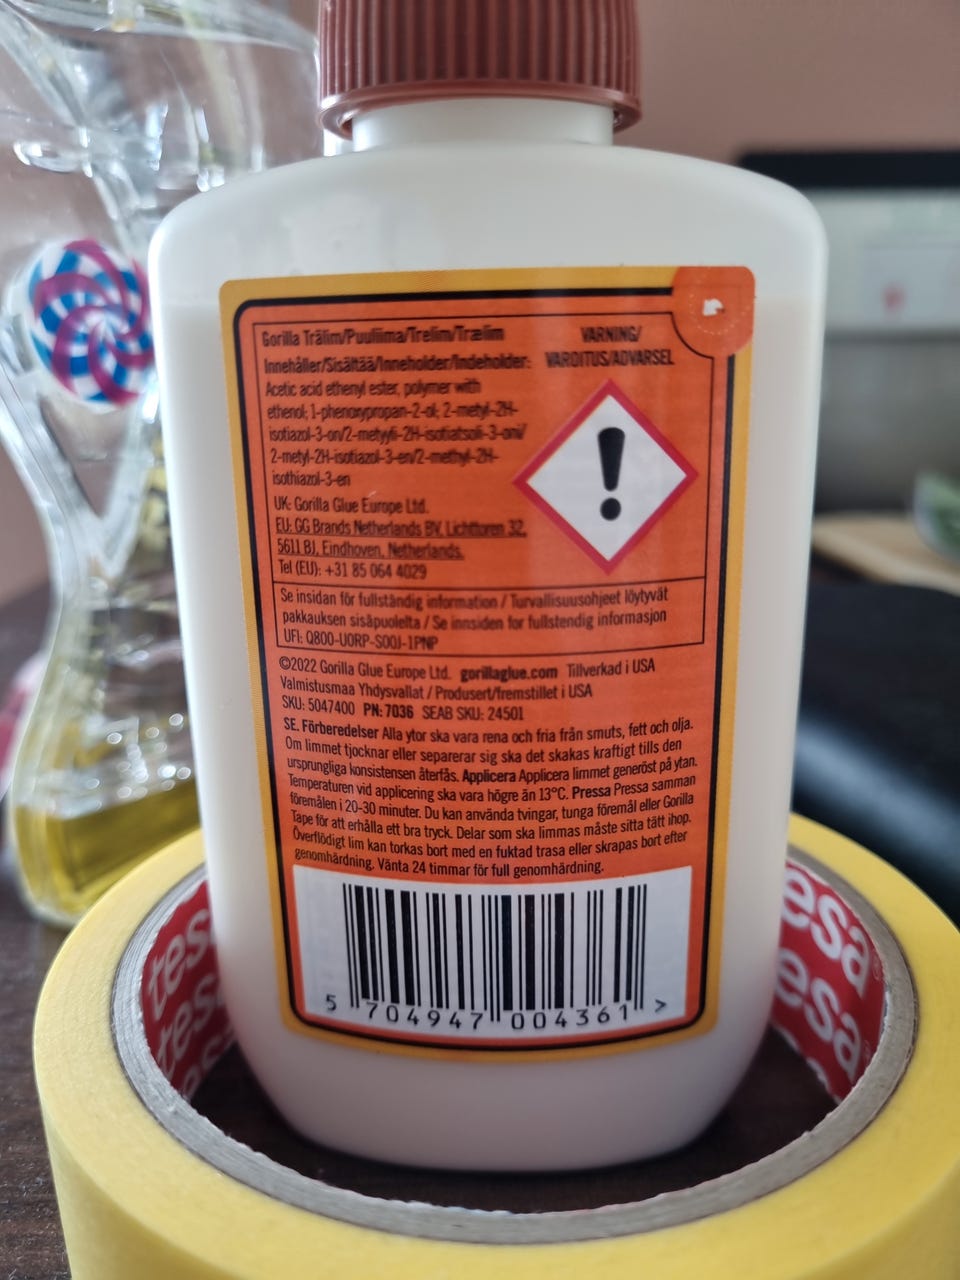 Gorilla Trälim/Puuliima/Trelim/Trælim
Innehåller/Sisältää/Inneholder/Indeholder:
Acetic acid ethenyl ester, polymer with
ethenol; 1-phenoxypropan-2-ol; 2-metyl-2H-
isotiazol-3-on/2-metyyli-2H-isotiatsoli-3-oni/
2-metyl-2H-isotiazol-3-en/2-methyl-2H-
isothiazol-3-en
VARNING/
VAROITUS/ADVARSEL
UK: Gorilla Glue Europe Ltd.
EU: GG Brands Netherlands BV, Lichttoren 32,
5611 BJ, Eindhoven, Netherlands.
Tel (EU): +31 85 064 4029
Se insidan för fullständig information / Turvallisuusohjeet löytyvät
pakkauksen sisäpuolelta / Se innsiden for fullstendig informasjon
UFI: Q800-U0RP-S00J-1PNP
©2022 Gorilla Glue Europe Ltd. gorillaglue.com Tillverkad i USA
Valmistusmaa Yhdysvallat / Produsert/fremstillet i USA
SKU: 5047400 PN: 7036 SEAB SKU: 24501
SE. Förberedelser Alla ytor ska vara rena och fria från smuts, fett och olja.
Om limmet tjocknar eller separerar sig ska det skakas kraftigt tills den
ursprungliga konsistensen återfås. Applicera Applicera limmet generöst på ytan.
Temperaturen vid applicering ska vara högre än 13°C. Pressa Pressa samman
föremålen i 20-30 minuter. Du kan använda tvingar, tunga föremål eller Gorilla
Tape för att erhålla ett bra tryck. Delar som ska limmas måste sitta tätt ihop.
Överflödigt lim kan torkas bort med en fuktad trasa eller skrapas bort efter
genomhärdning. Vänta 24 timmar för full genomhärdning.
5 704947 004361 >
tesa
tesa
tesa
tesa